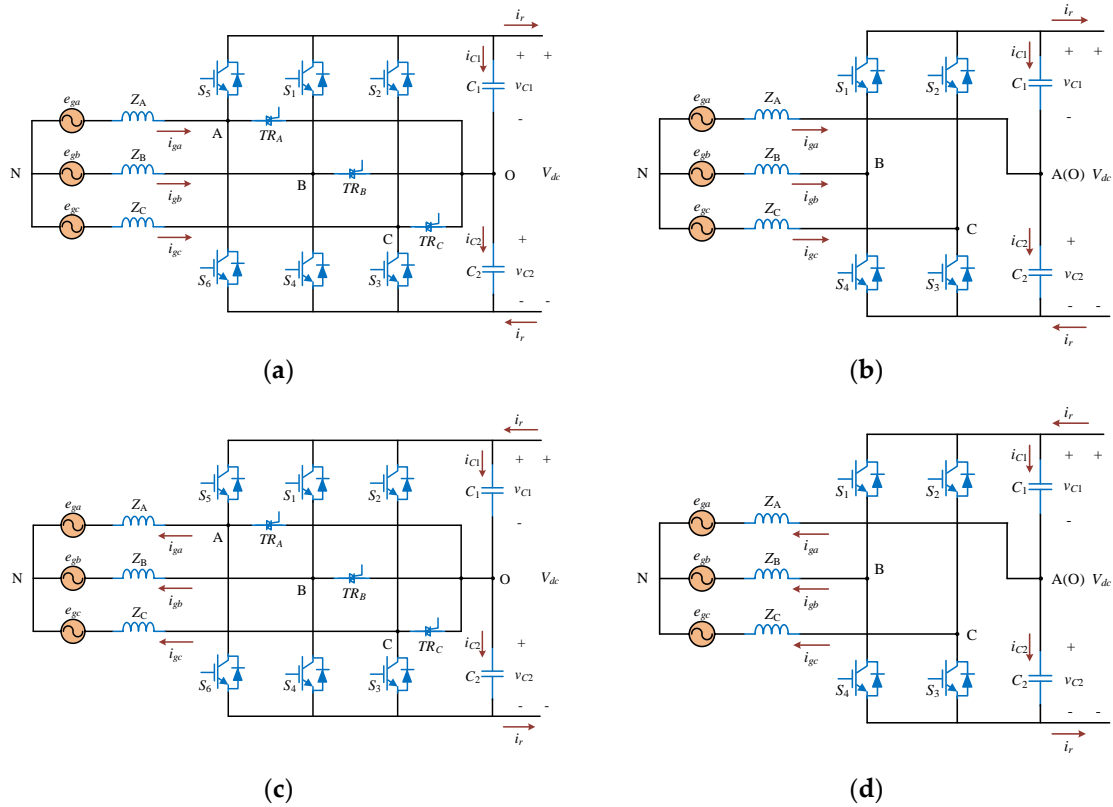 i_r
i_C1 + +
S_5 S_1 S_2 C_1 v_C1
e_ga Z_A
i_ga A TR_A -
e_gb Z_B
N i_gb B TR_B O V_dc
e_gc Z_C
i_gc C TR_C i_C2 +
S_6 S_4 S_3 C_2 v_C2
- -
i_r
(a)
i_r
i_C1 + +
S_1 S_2 C_1 v_C1
e_ga Z_A
i_ga -
e_gb Z_B B
N i_gb A(O) V_dc
e_gc Z_C C
i_gc i_C2 +
S_4 S_3 C_2 v_C2
- -
i_r
(b)
i_r
i_C1 + +
S_5 S_1 S_2 C_1 v_C1
e_ga Z_A
i_ga A TR_A -
e_gb Z_B
N i_gb B TR_B O V_dc
e_gc Z_C
i_gc C TR_C i_C2 +
S_6 S_4 S_3 C_2 v_C2
- -
i_r
(c)
i_r
i_C1 + +
S_1 S_2 C_1 v_C1
e_ga Z_A
i_ga -
e_gb Z_B B
N i_gb A(O) V_dc
e_gc Z_C C
i_gc i_C2 +
S_4 S_3 C_2 v_C2
- -
i_r
(d)